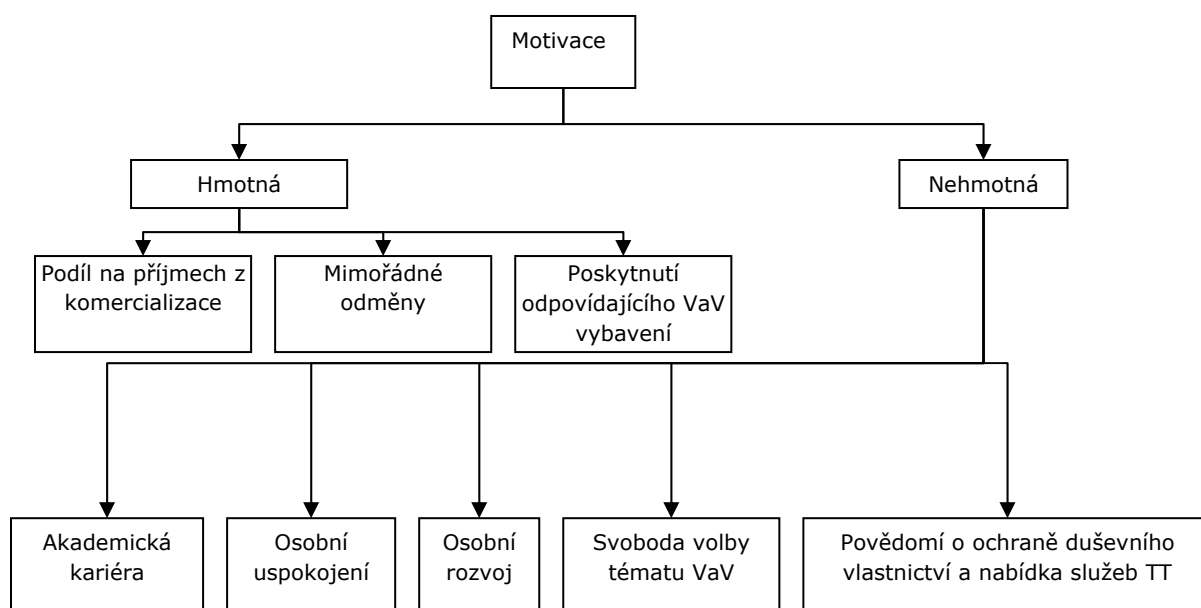 Motivace
Hmotná
Nehmotná
Podíl na příjmech z
komercializace
Mimořádné
odměny
Poskytnutí
odpovídajícího VaV
vybavení
Akademická
kariéra
Osobní
uspokojení
Osobní
rozvoj
Svoboda volby
tématu VaV
Povědomí o ochraně duševního
vlastnictví a nabídka služeb TT